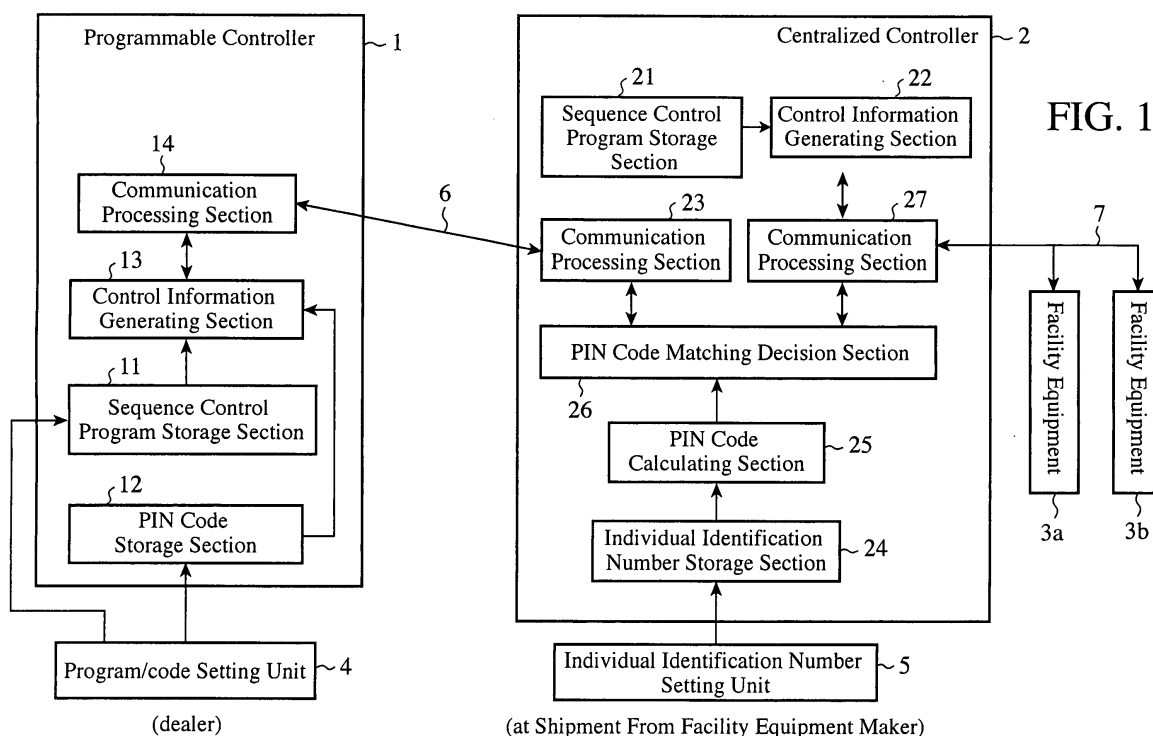 Programmable Controller
1
14
Communication
Processing Section
13
Control Information
Generating Section
11
Sequence Control
Program Storage Section
12
PIN Code
Storage Section
Program/code Setting Unit
4
(dealer)
6
Centralized Controller
2
21
Sequence Control
Program Storage
Section
22
Control Information
Generating Section
23
Communication
Processing Section
27
Communication
Processing Section
PIN Code Matching Decision Section
26
PIN Code
Calculating Section
25
Individual Identification
Number Storage Section
24
Individual Identification Number
Setting Unit
5
(at Shipment From Facility Equipment Maker)
FIG. 1
7
Facility Equipment
3a
Facility Equipment
3b